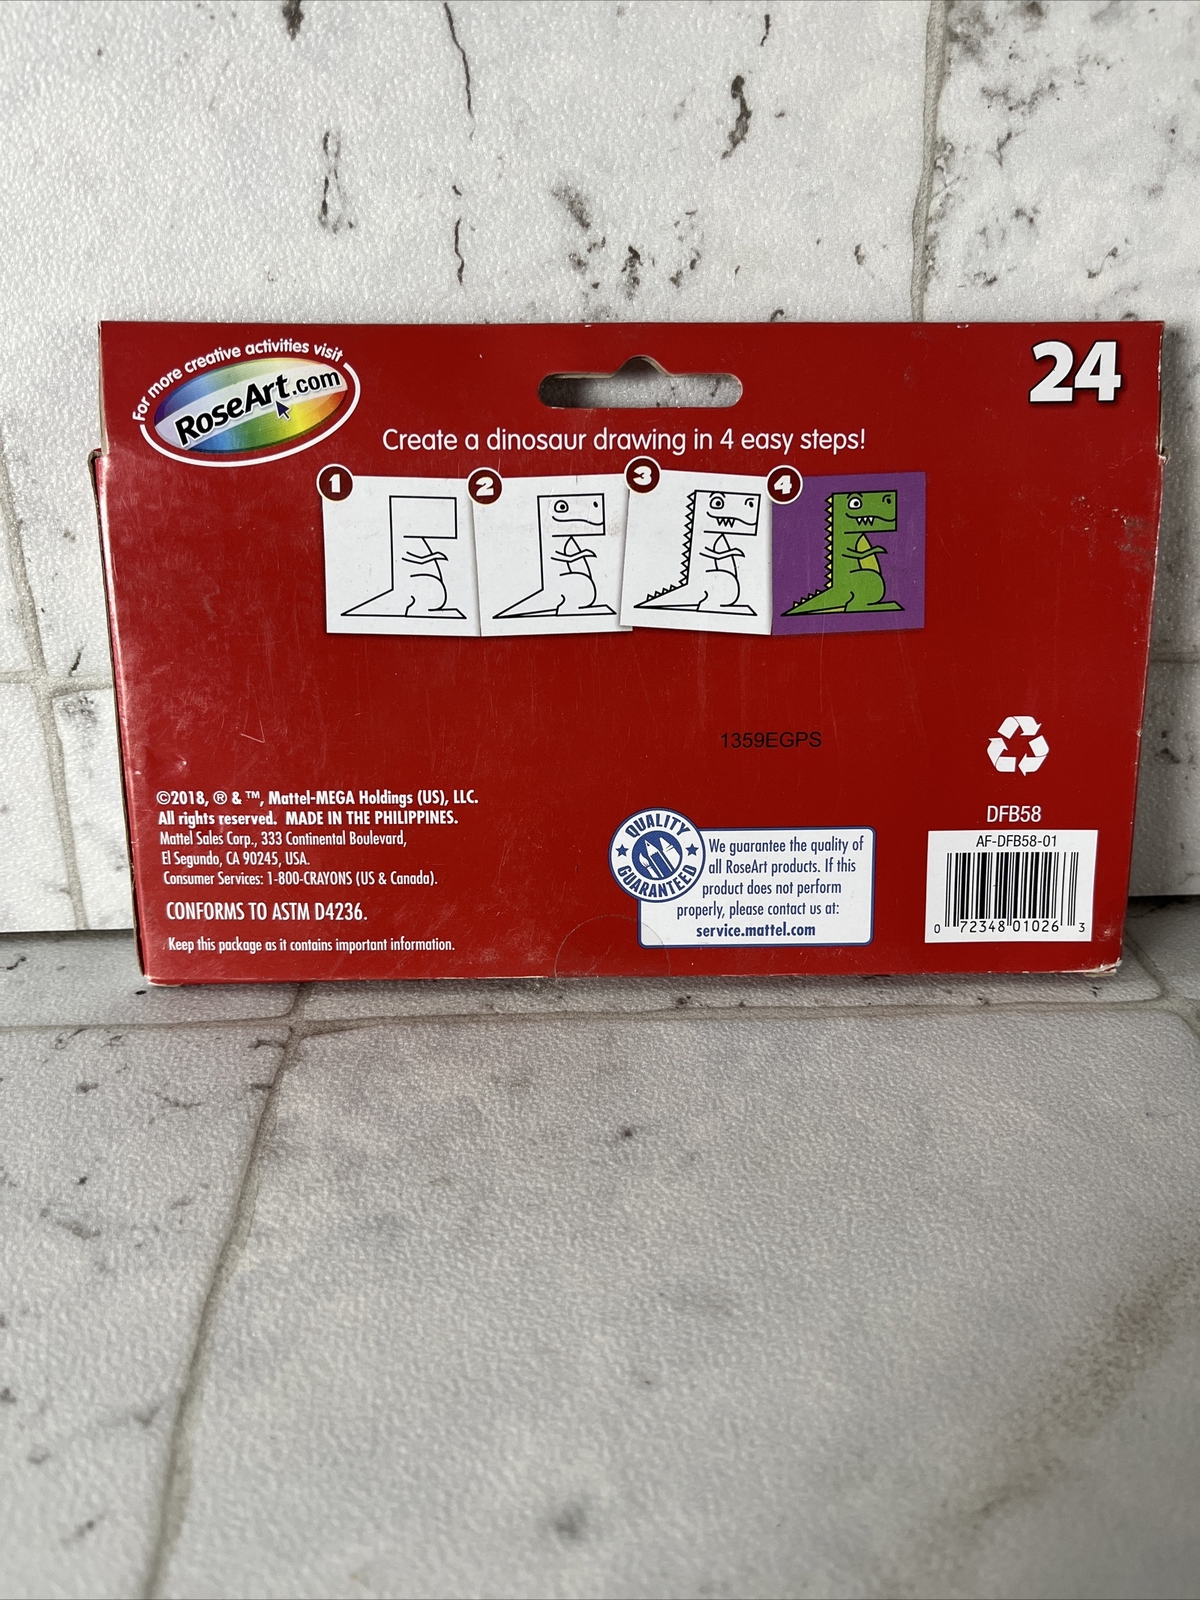 For more creative activities visit
RoseArt.com
24
Create a dinosaur drawing in 4 easy steps!
1
2
3
4
1359EGPS
©2018, ® & ™, Mattel-MEGA Holdings (US), LLC.
All rights reserved. MADE IN THE PHILIPPINES.
Mattel Sales Corp., 333 Continental Boulevard,
El Segundo, CA 90245, USA.
Consumer Services: 1-800-CRAYONS (US & Canada).
CONFORMS TO ASTM D4236.
Keep this package as it contains important information.
QUALITY
GUARANTEED
We guarantee the quality of
all RoseArt products. If this
product does not perform
properly, please contact us at:
service.mattel.com
DFB58
AF-DFB58-01
0 72348 01026 3